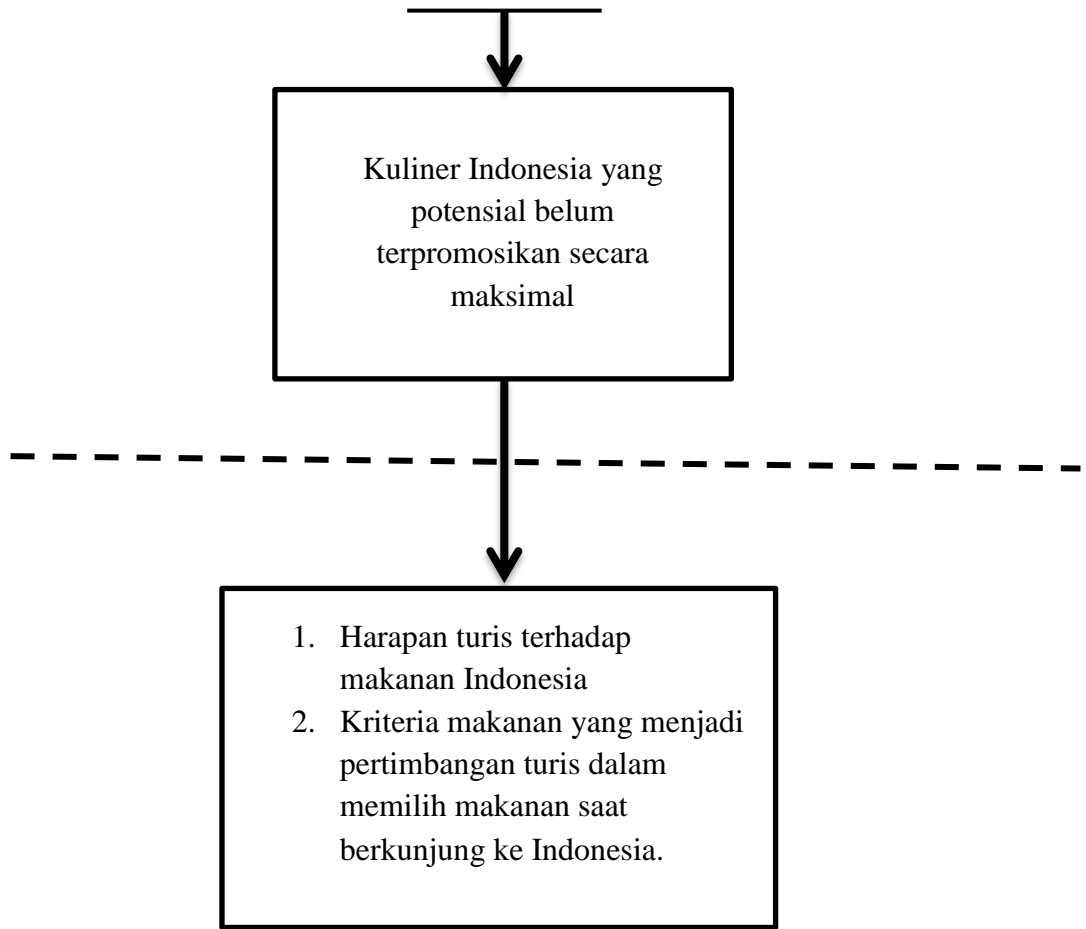 Kuliner Indonesia yang
potensial belum
terpromosikan secara
maksimal
1. Harapan turis terhadap
makanan Indonesia
2. Kriteria makanan yang menjadi
pertimbangan turis dalam
memilih makanan saat
berkunjung ke Indonesia.